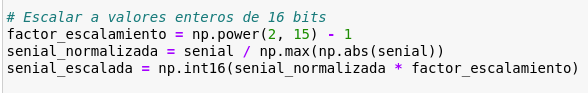 # Escalar a valores enteros de 16 bits
factor_escalamiento = np.power(2, 15) - 1
senial_normalizada = senial / np.max(np.abs(senial))
senial_escalada = np.int16(senial_normalizada * factor_escalamiento)